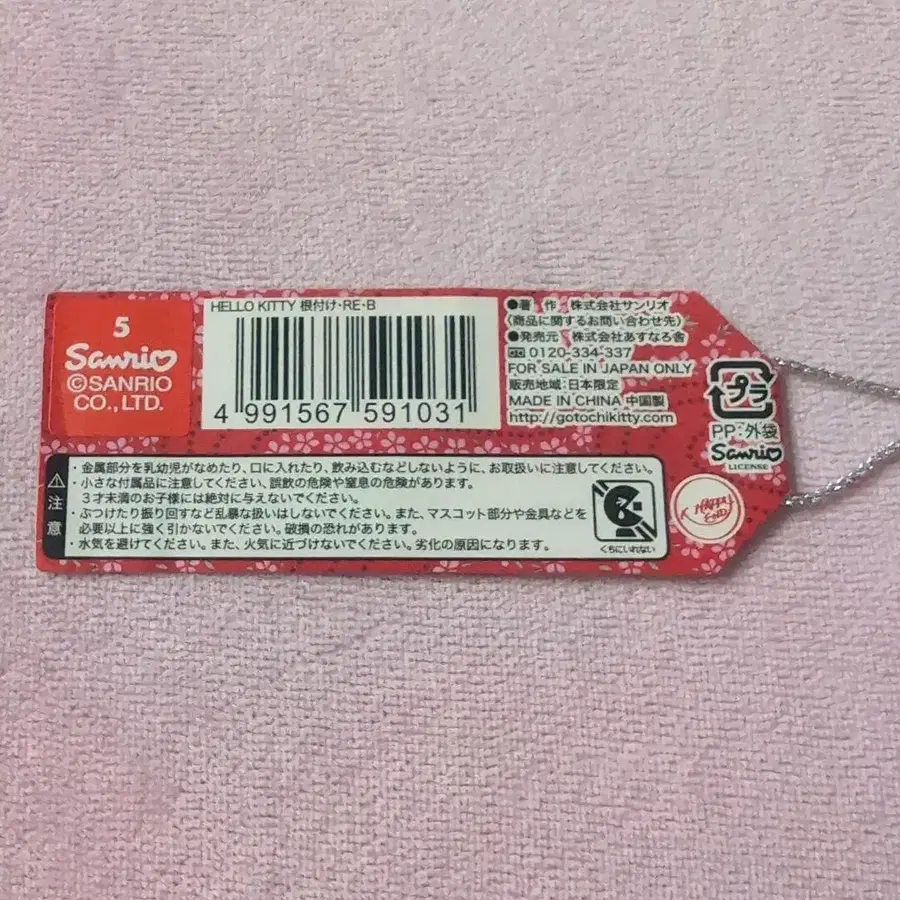 5
Sanrio
©SANRIO
CO., LTD.
HELLO KITTY 根付け・RE・B
4 991567 591031
●著 作 株式会社サンリオ
〈商品に関するお問い合わせ先〉
●発売元 株式会社あすなろ舎
0120-334-337
FOR SALE IN JAPAN ONLY
販売地域:日本限定
MADE IN CHINA 中国製
http://gotochikitty.com
プラ
PP:外袋
Sanrio
LICENSE
HAPPY
END
注意
・金属部分を乳幼児がなめたり、口に入れたり、飲み込むなどしないように、お取扱いに注意してください。
・小さな付属品に注意してください、誤飲の危険や窒息の危険があります。
3才未満のお子様には絶対に与えないでください。
・ぶつけたり振り回すなど乱暴な扱いはしないでください。また、マスコット部分や金具などを
必要以上に強く引かないでください。破損の恐れがあります。
・水気を避けてください。また、火気に近づけないでください。劣化の原因になります。
くちにいれない